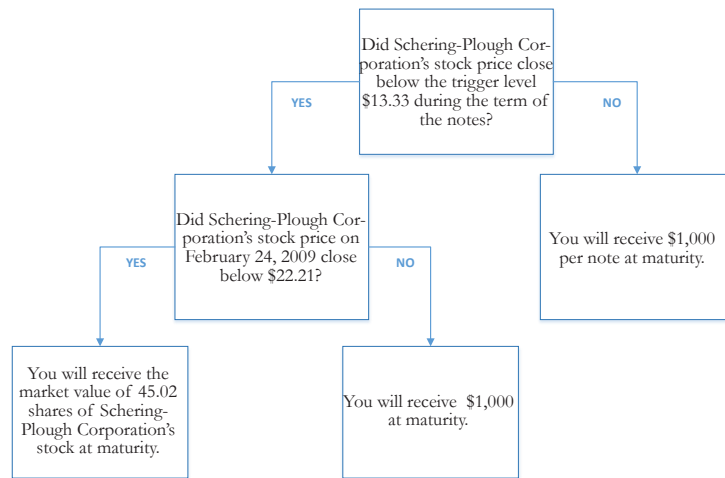 Did Schering-Plough Cor-
poration's stock price close
below the trigger level
$13.33 during the term of
the notes?
YES
NO
Did Schering-Plough Cor-
poration's stock price on
February 24, 2009 close
below $22.21?
You will receive $1,000
per note at maturity.
YES
NO
You will receive the
market value of 45.02
shares of Schering-
Plough Corporation's
stock at maturity.
You will receive $1,000
at maturity.